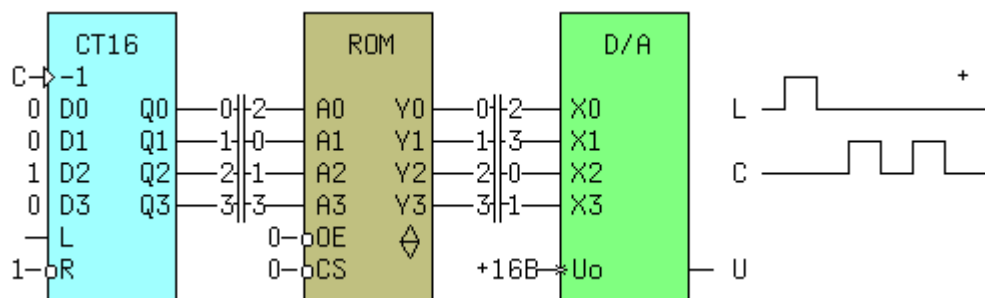 CT16 ROM D/A
C -1
0 D0 Q0 0 2 A0 Y0 0 2 X0 L +
0 D1 Q1 1 0 A1 Y1 1 3 X1
1 D2 Q2 2 1 A2 Y2 2 0 X2 C
0 D3 Q3 3 3 A3 Y3 3 1 X3
L 0 OE
1 R 0 CS +16В Uo U